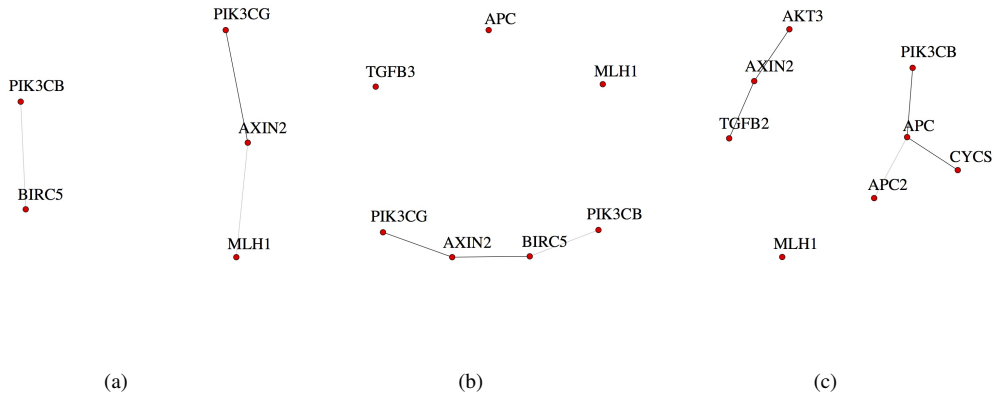 PIK3CG
PIK3CB
AXIN2
BIRC5
MLH1
(a)
APC
TGFB3
MLH1
PIK3CG
PIK3CB
AXIN2
BIRC5
(b)
AKT3
PIK3CB
AXIN2
TGFB2
APC
CYCS
APC2
MLH1
(c)